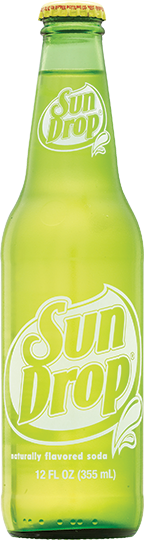 Sun
Drop
Sun
Drop®
naturally flavored soda
12 FL OZ (355 mL)